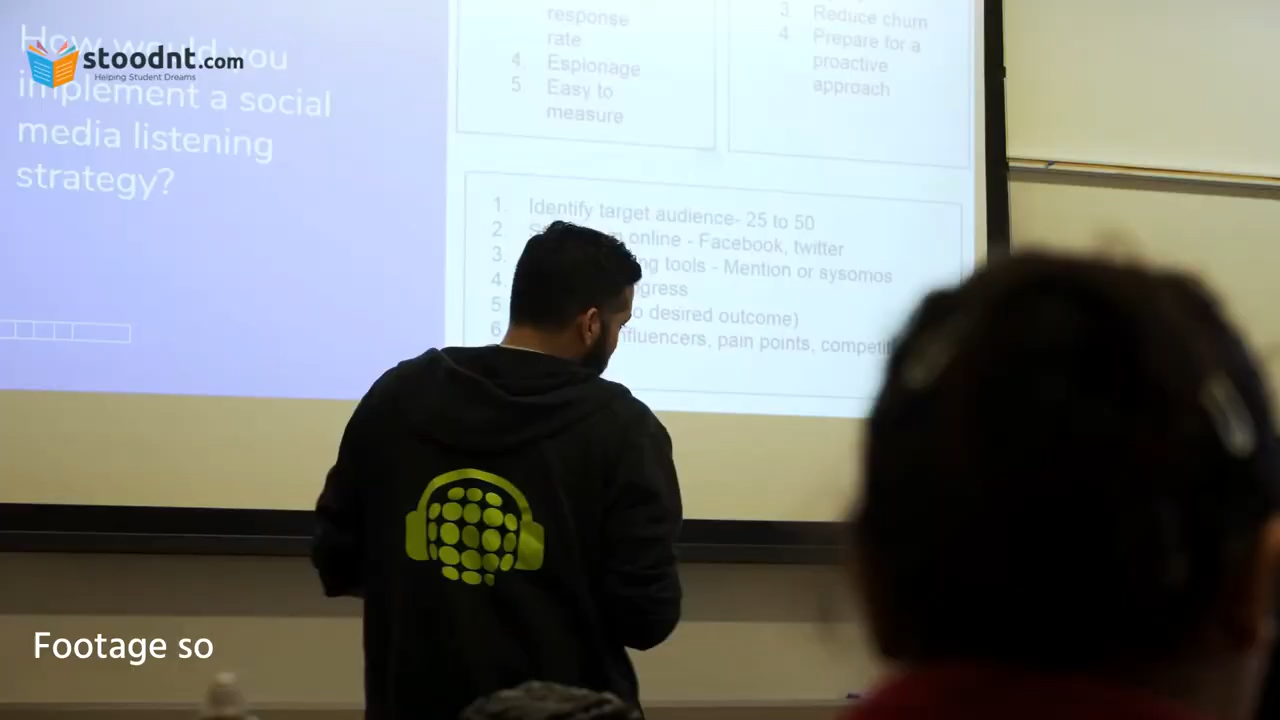 stoodnt.com
Helping Student Dreams
How would you
implement a social
media listening
strategy?
response
rate
4. Espionage
5. Easy to
measure
3. Reduce churn
4. Prepare for a
proactive
approach
1. Identify target audience- 25 to 50
2. online - Facebook, twitter
3. tools - Mention or sysomos
4.
5. desired outcome)
6. influencers, pain points,
Footage so